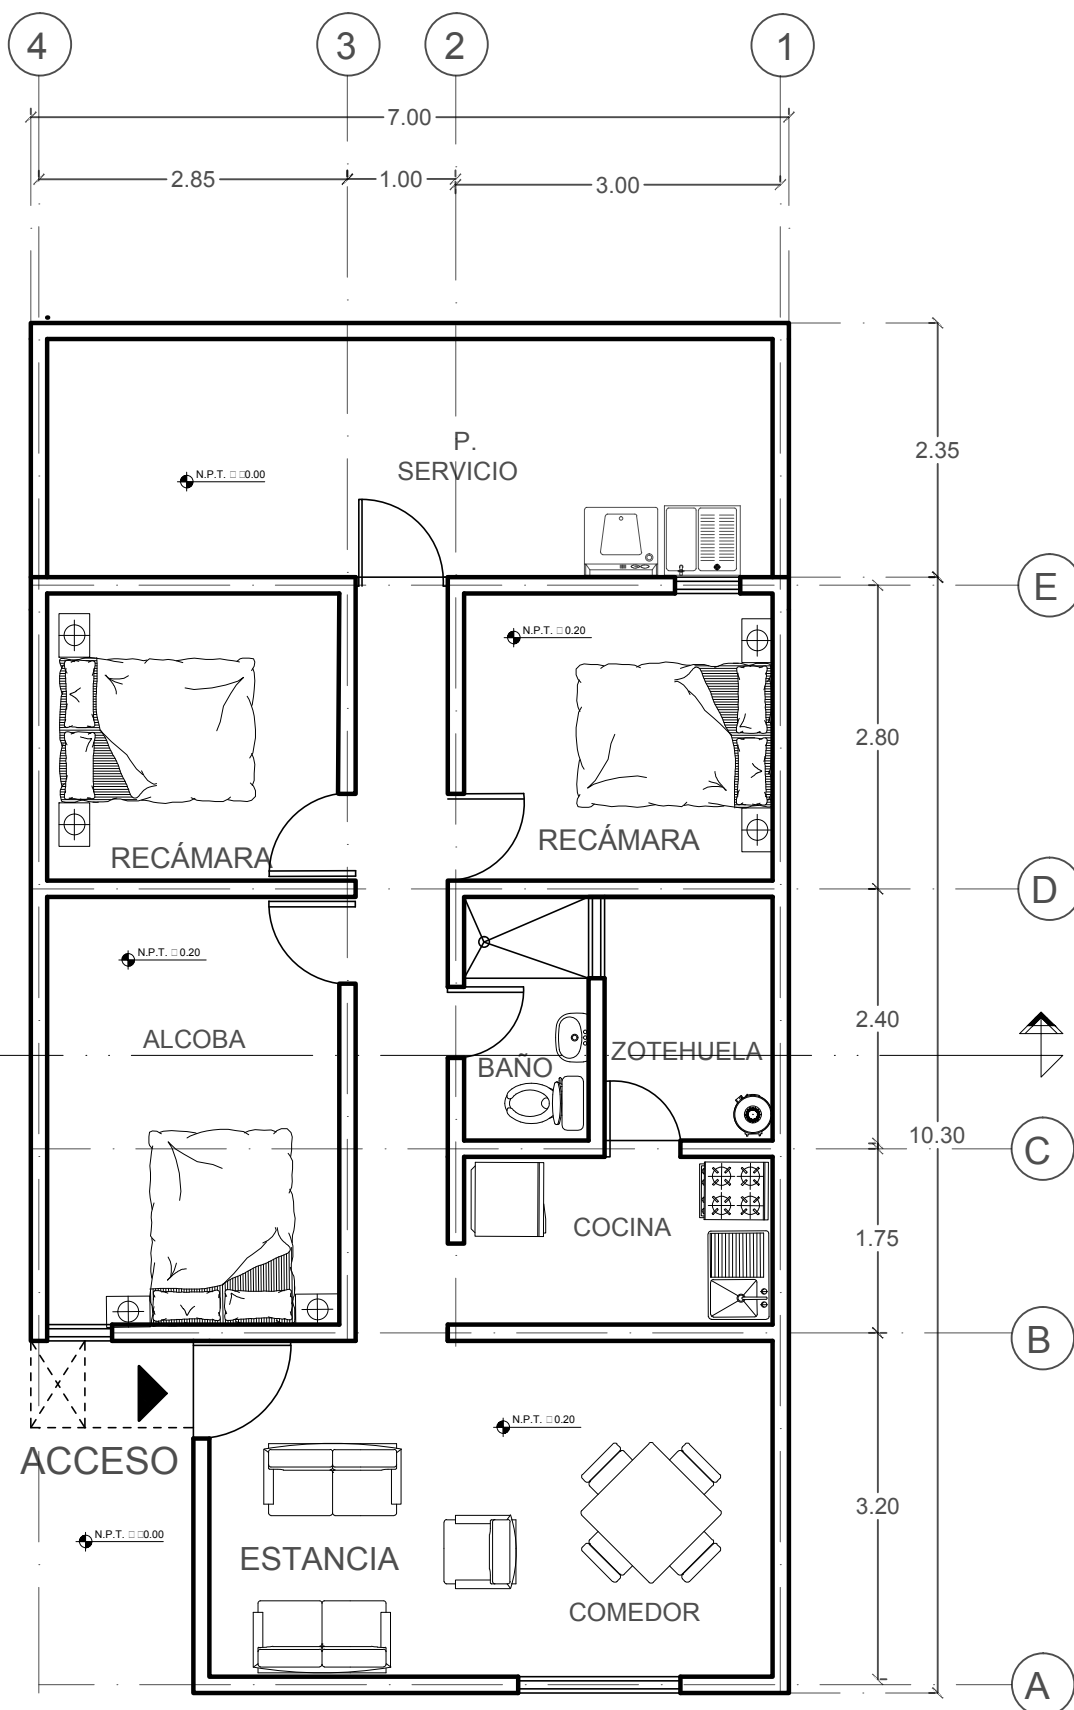 4 3 2 1
7.00
2.85 1.00 3.00
P.
SERVICIO
2.35
N.P.T. □ □0.00
E
N.P.T. □ 0.20
2.80
RECÁMARA
RECÁMARA
D
N.P.T. □ 0.20
2.40
ALCOBA
BAÑO
ZOTEHUELA
10.30
C
COCINA
1.75
B
N.P.T. □ 0.20
ACCESO
3.20
N.P.T. □ □0.00
ESTANCIA
COMEDOR
A